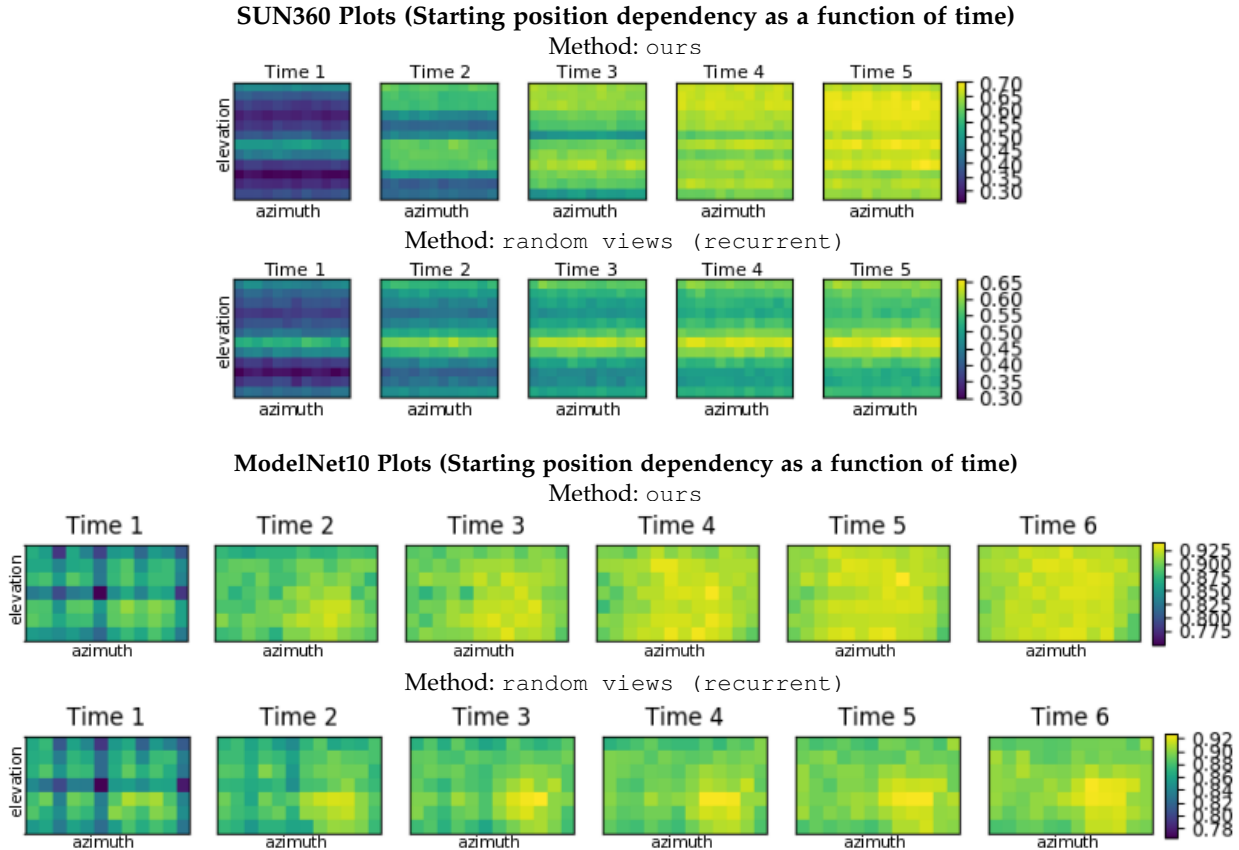 SUN360 Plots (Starting position dependency as a function of time)
Method: ours
Time 1 Time 2 Time 3 Time 4 Time 5
elevation
azimuth azimuth azimuth azimuth azimuth
0.70
0.65
0.60
0.55
0.50
0.45
0.40
0.35
0.30
Method: random views (recurrent)
Time 1 Time 2 Time 3 Time 4 Time 5
elevation
azimuth azimuth azimuth azimuth azimuth
0.65
0.60
0.55
0.50
0.45
0.40
0.35
0.30
ModelNet10 Plots (Starting position dependency as a function of time)
Method: ours
Time 1 Time 2 Time 3 Time 4 Time 5 Time 6
elevation
azimuth azimuth azimuth azimuth azimuth azimuth
0.925
0.900
0.875
0.850
0.825
0.800
0.775
Method: random views (recurrent)
Time 1 Time 2 Time 3 Time 4 Time 5 Time 6
elevation
azimuth azimuth azimuth azimuth azimuth azimuth
0.92
0.90
0.88
0.86
0.84
0.82
0.80
0.78